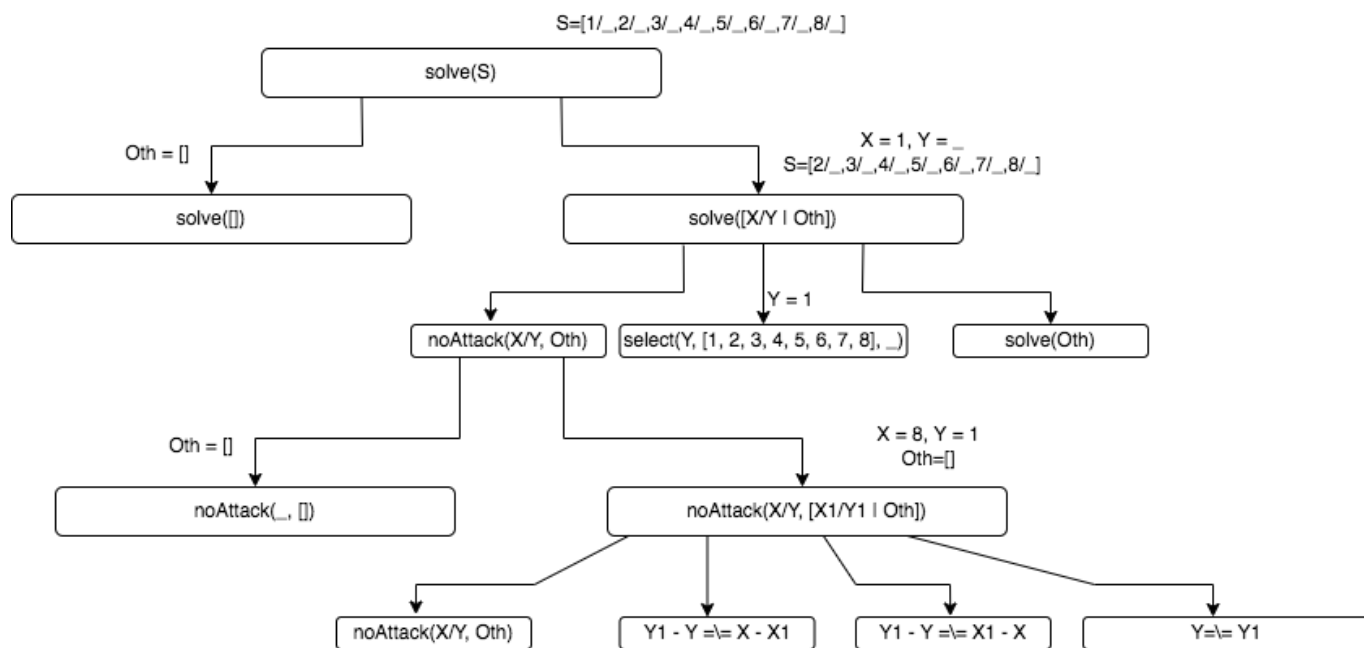 S=[1/_,2/_,3/_,4/_,5/_,6/_,7/_,8/_]
solve(S)
Oth = []
X = 1, Y = _
S=[2/_,3/_,4/_,5/_,6/_,7/_,8/_]
solve([])
solve([X/Y | Oth])
Y = 1
noAttack(X/Y, Oth)
select(Y, [1, 2, 3, 4, 5, 6, 7, 8], _)
solve(Oth)
Oth = []
X = 8, Y = 1
Oth=[]
noAttack(_, [])
noAttack(X/Y, [X1/Y1 | Oth])
noAttack(X/Y, Oth)
Y1 - Y =\= X - X1
Y1 - Y =\= X1 - X
Y=\= Y1